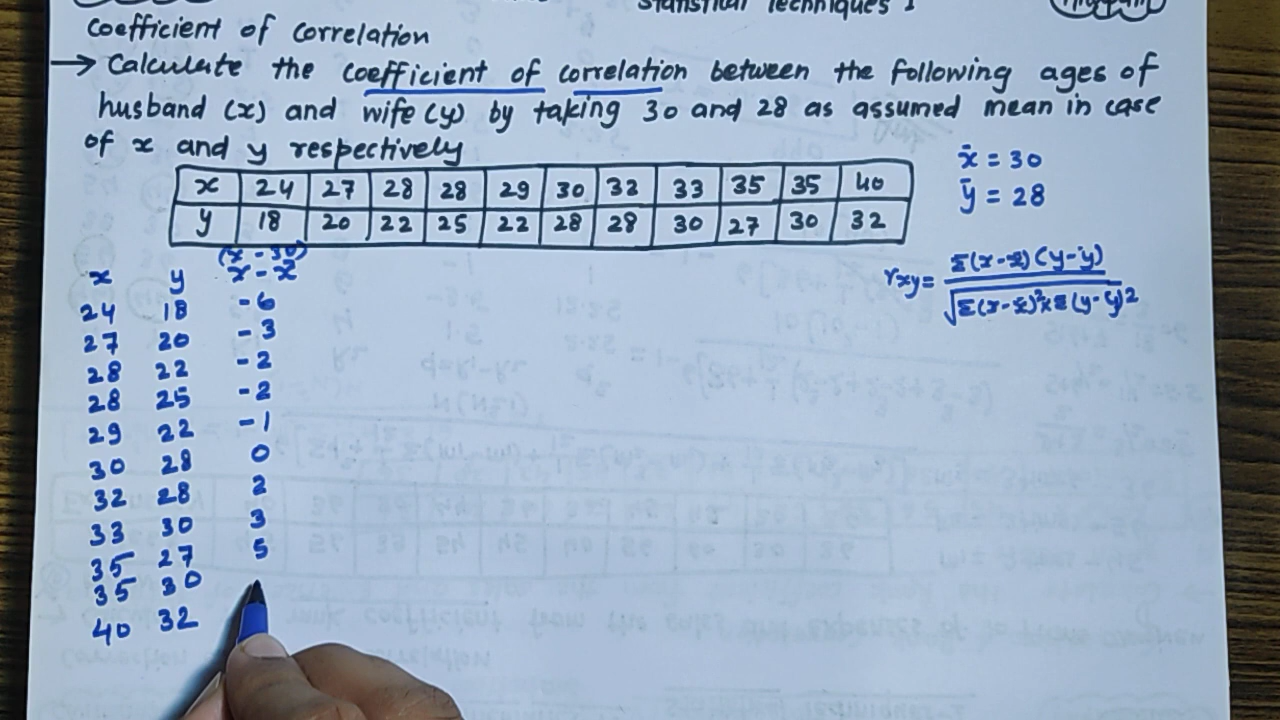 Statistical Techniques I
Coefficient of correlation
→ Calculate the coefficient of correlation between the following ages of
husband (x) and wife (y) by taking 30 and 28 as assumed mean in case
of x and y respectively
x 24 27 28 28 29 30 32 33 35 35 40
y 18 20 22 25 22 28 28 30 27 30 32
x̄ = 30
ȳ = 28
rxy = Σ(x-x̄)(y-ȳ) / √Σ(x-x̄)²×Σ(y-ȳ)²
(x-30)
x y x-x̄
24 18 -6
27 20 -3
28 22 -2
28 25 -2
29 22 -1
30 28 0
32 28 2
33 30 3
35 27 5
35 30
40 32